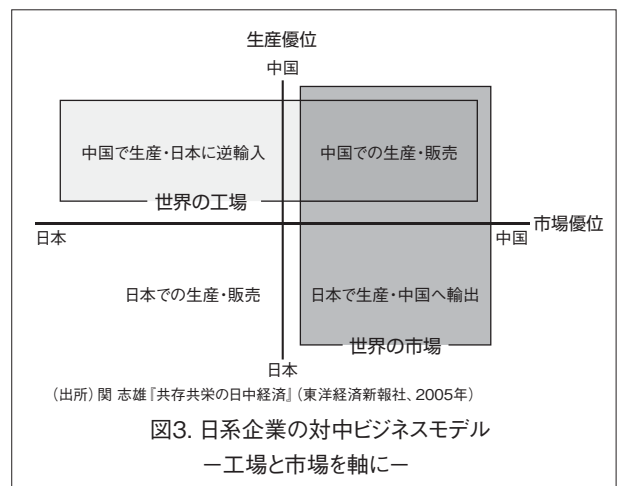 生産優位
中国
中国で生産・日本に逆輸入
中国での生産・販売
世界の工場
市場優位
日本
中国
日本での生産・販売
日本で生産・中国へ輸出
世界の市場
日本
（出所）関 志雄『共存共栄の日中経済』（東洋経済新報社、2005年）
図3. 日系企業の対中ビジネスモデル
ー工場と市場を軸にー